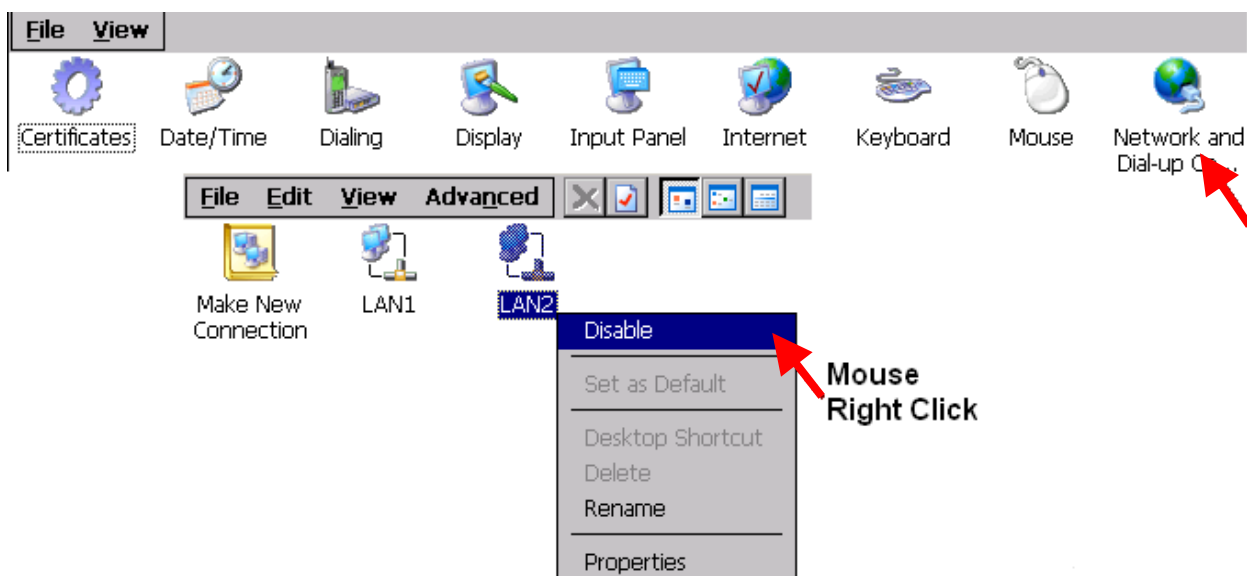 File View
Certificates Date/Time Dialing Display Input Panel Internet Keyboard Mouse Network and
Dial-up Co...
File Edit View Advanced
Make New LAN1 LAN2
Connection
Disable
Set as Default
Mouse
Right Click
Desktop Shortcut
Delete
Rename
Properties